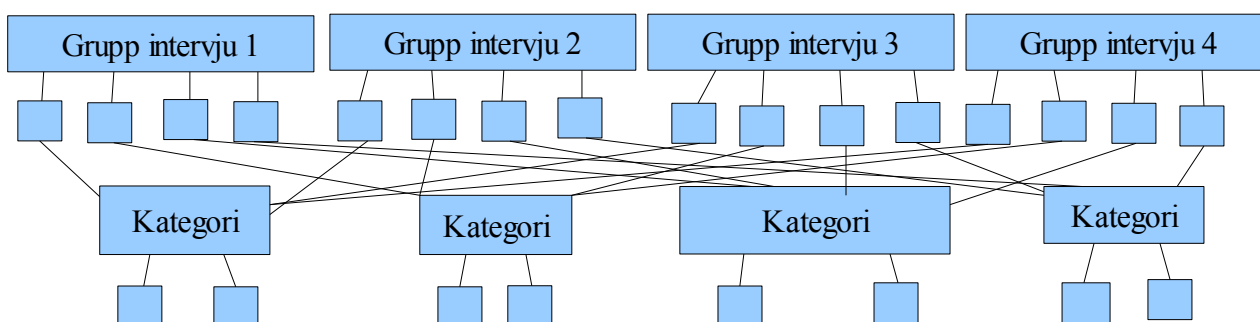 Grupp intervju 1
Grupp intervju 2
Grupp intervju 3
Grupp intervju 4
Kategori
Kategori
Kategori
Kategori